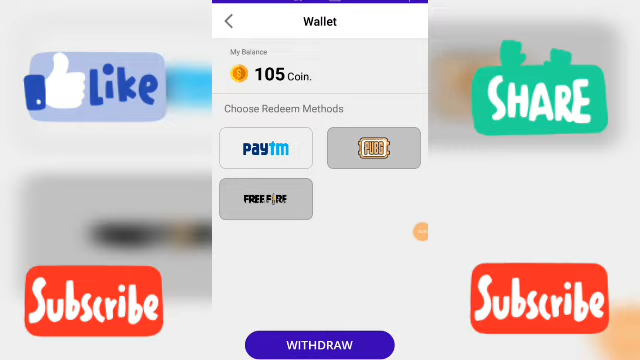 Wallet
My Balance
105 Coin.
Choose Redeem Methods
paytm
PUBG
FREE FIRE
WITHDRAW
Like
SHARE
Subscribe
Subscribe